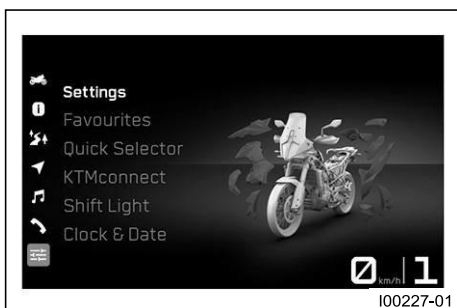 Settings
Favourites
Quick Selector
KTMconnect
Shift Light
Clock & Date
0 km/h 1
I00227-01